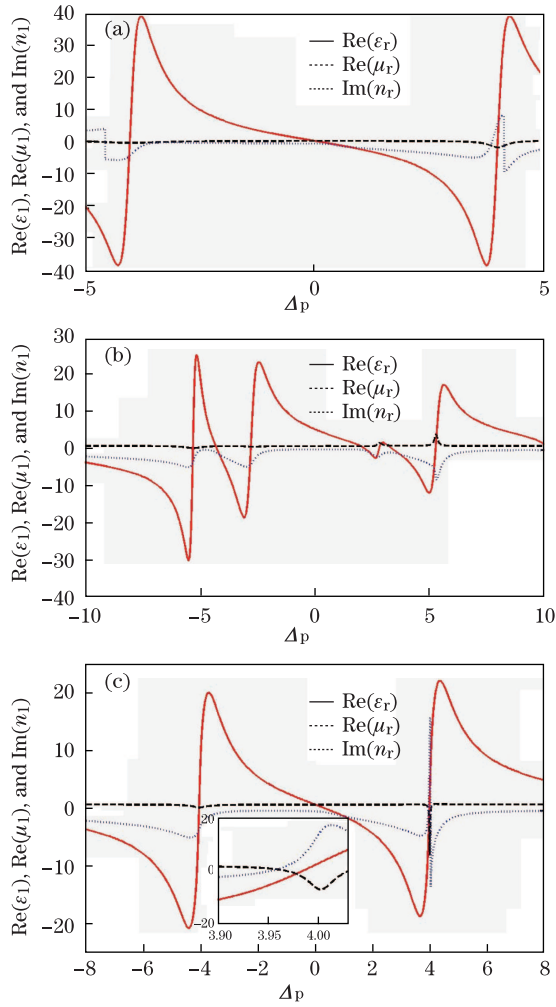 (a)
Re(εr)
Re(μr)
Im(nr)
Re(ε1), Re(μ1), and Im(n1)
40
30
20
10
0
−10
−20
−30
40
−5
0
5
Δp
(b)
Re(εr)
Re(μr)
Im(nr)
Re(ε1), Re(μ1), and Im(n1)
30
20
10
0
−10
−20
−30
−40
−10
−5
0
5
10
Δp
(c)
Re(εr)
Re(μr)
Im(nr)
Re(ε1), Re(μ1), and Im(n1)
20
10
0
−10
−20
20
0
−20
3.90
3.95
4.00
−8
−6
−4
−2
0
2
4
6
8
Δp